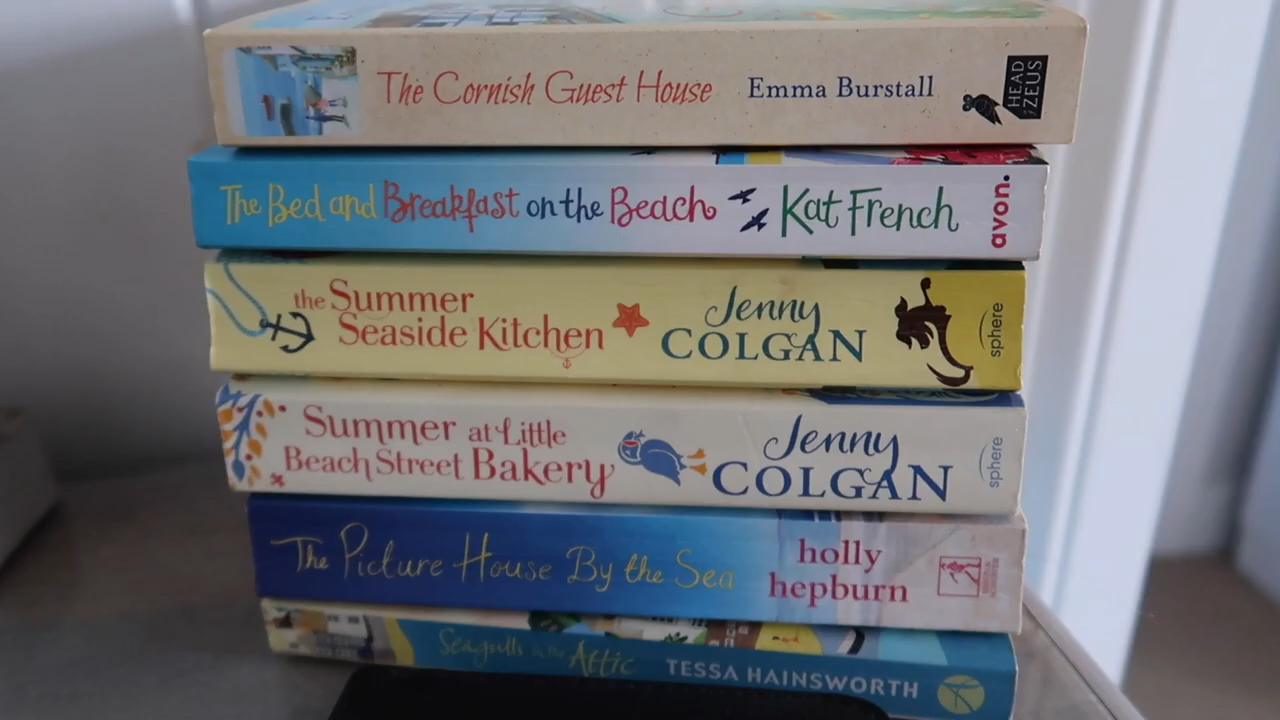 The Cornish Guest House Emma Burstall HEAD of ZEUS
The Bed and Breakfast on the Beach Kat French avon.
the Summer
Seaside Kitchen
Jenny
COLGAN
sphere
Summer at Little
Beach Street Bakery
Jenny
COLGAN
sphere
The Picture House By the Sea
holly
hepburn
Seagulls in the Attic TESSA HAINSWORTH